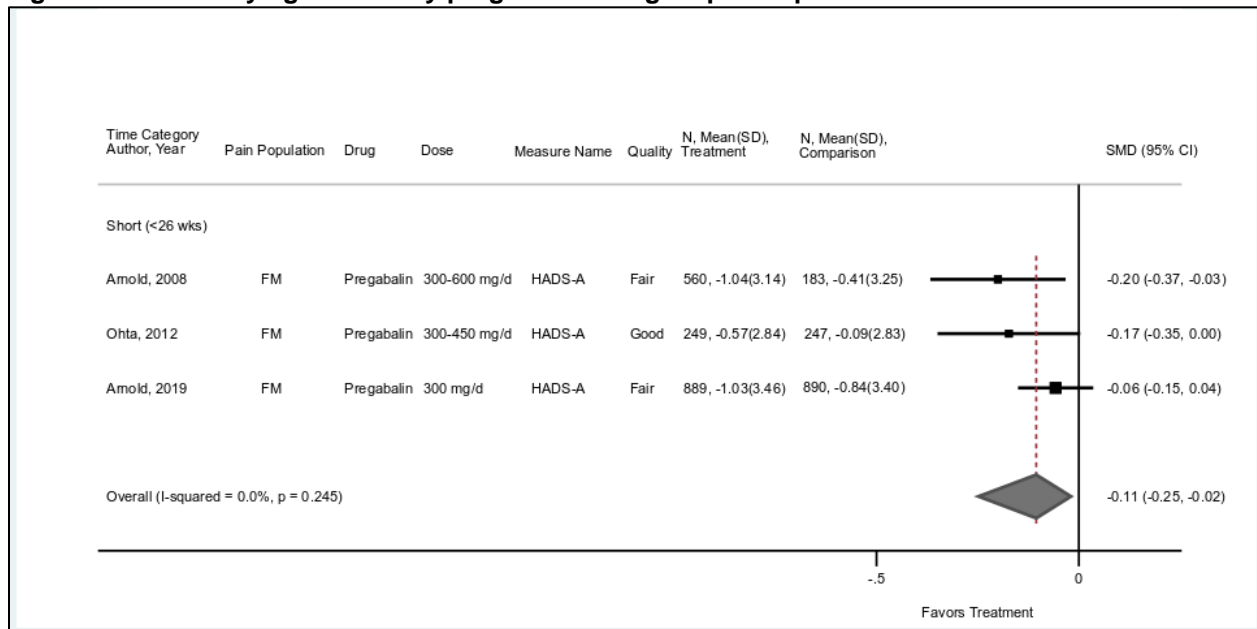 Time Category
Author, Year Pain Population Drug Dose Measure Name Quality N, Mean(SD), Treatment N, Mean(SD), Comparison SMD (95% CI)
Short (<26 wks)
Arnold, 2008 FM Pregabalin 300-600 mg/d HADS-A Fair 560, -1.04(3.14) 183, -0.41(3.25) -0.20 (-0.37, -0.03)
Ohta, 2012 FM Pregabalin 300-450 mg/d HADS-A Good 249, -0.57(2.84) 247, -0.09(2.83) -0.17 (-0.35, 0.00)
Arnold, 2019 FM Pregabalin 300 mg/d HADS-A Fair 889, -1.03(3.46) 890, -0.84(3.40) -0.06 (-0.15, 0.04)
Overall (I-squared = 0.0%, p = 0.245) -0.11 (-0.25, -0.02)
-.5 0
Favors Treatment